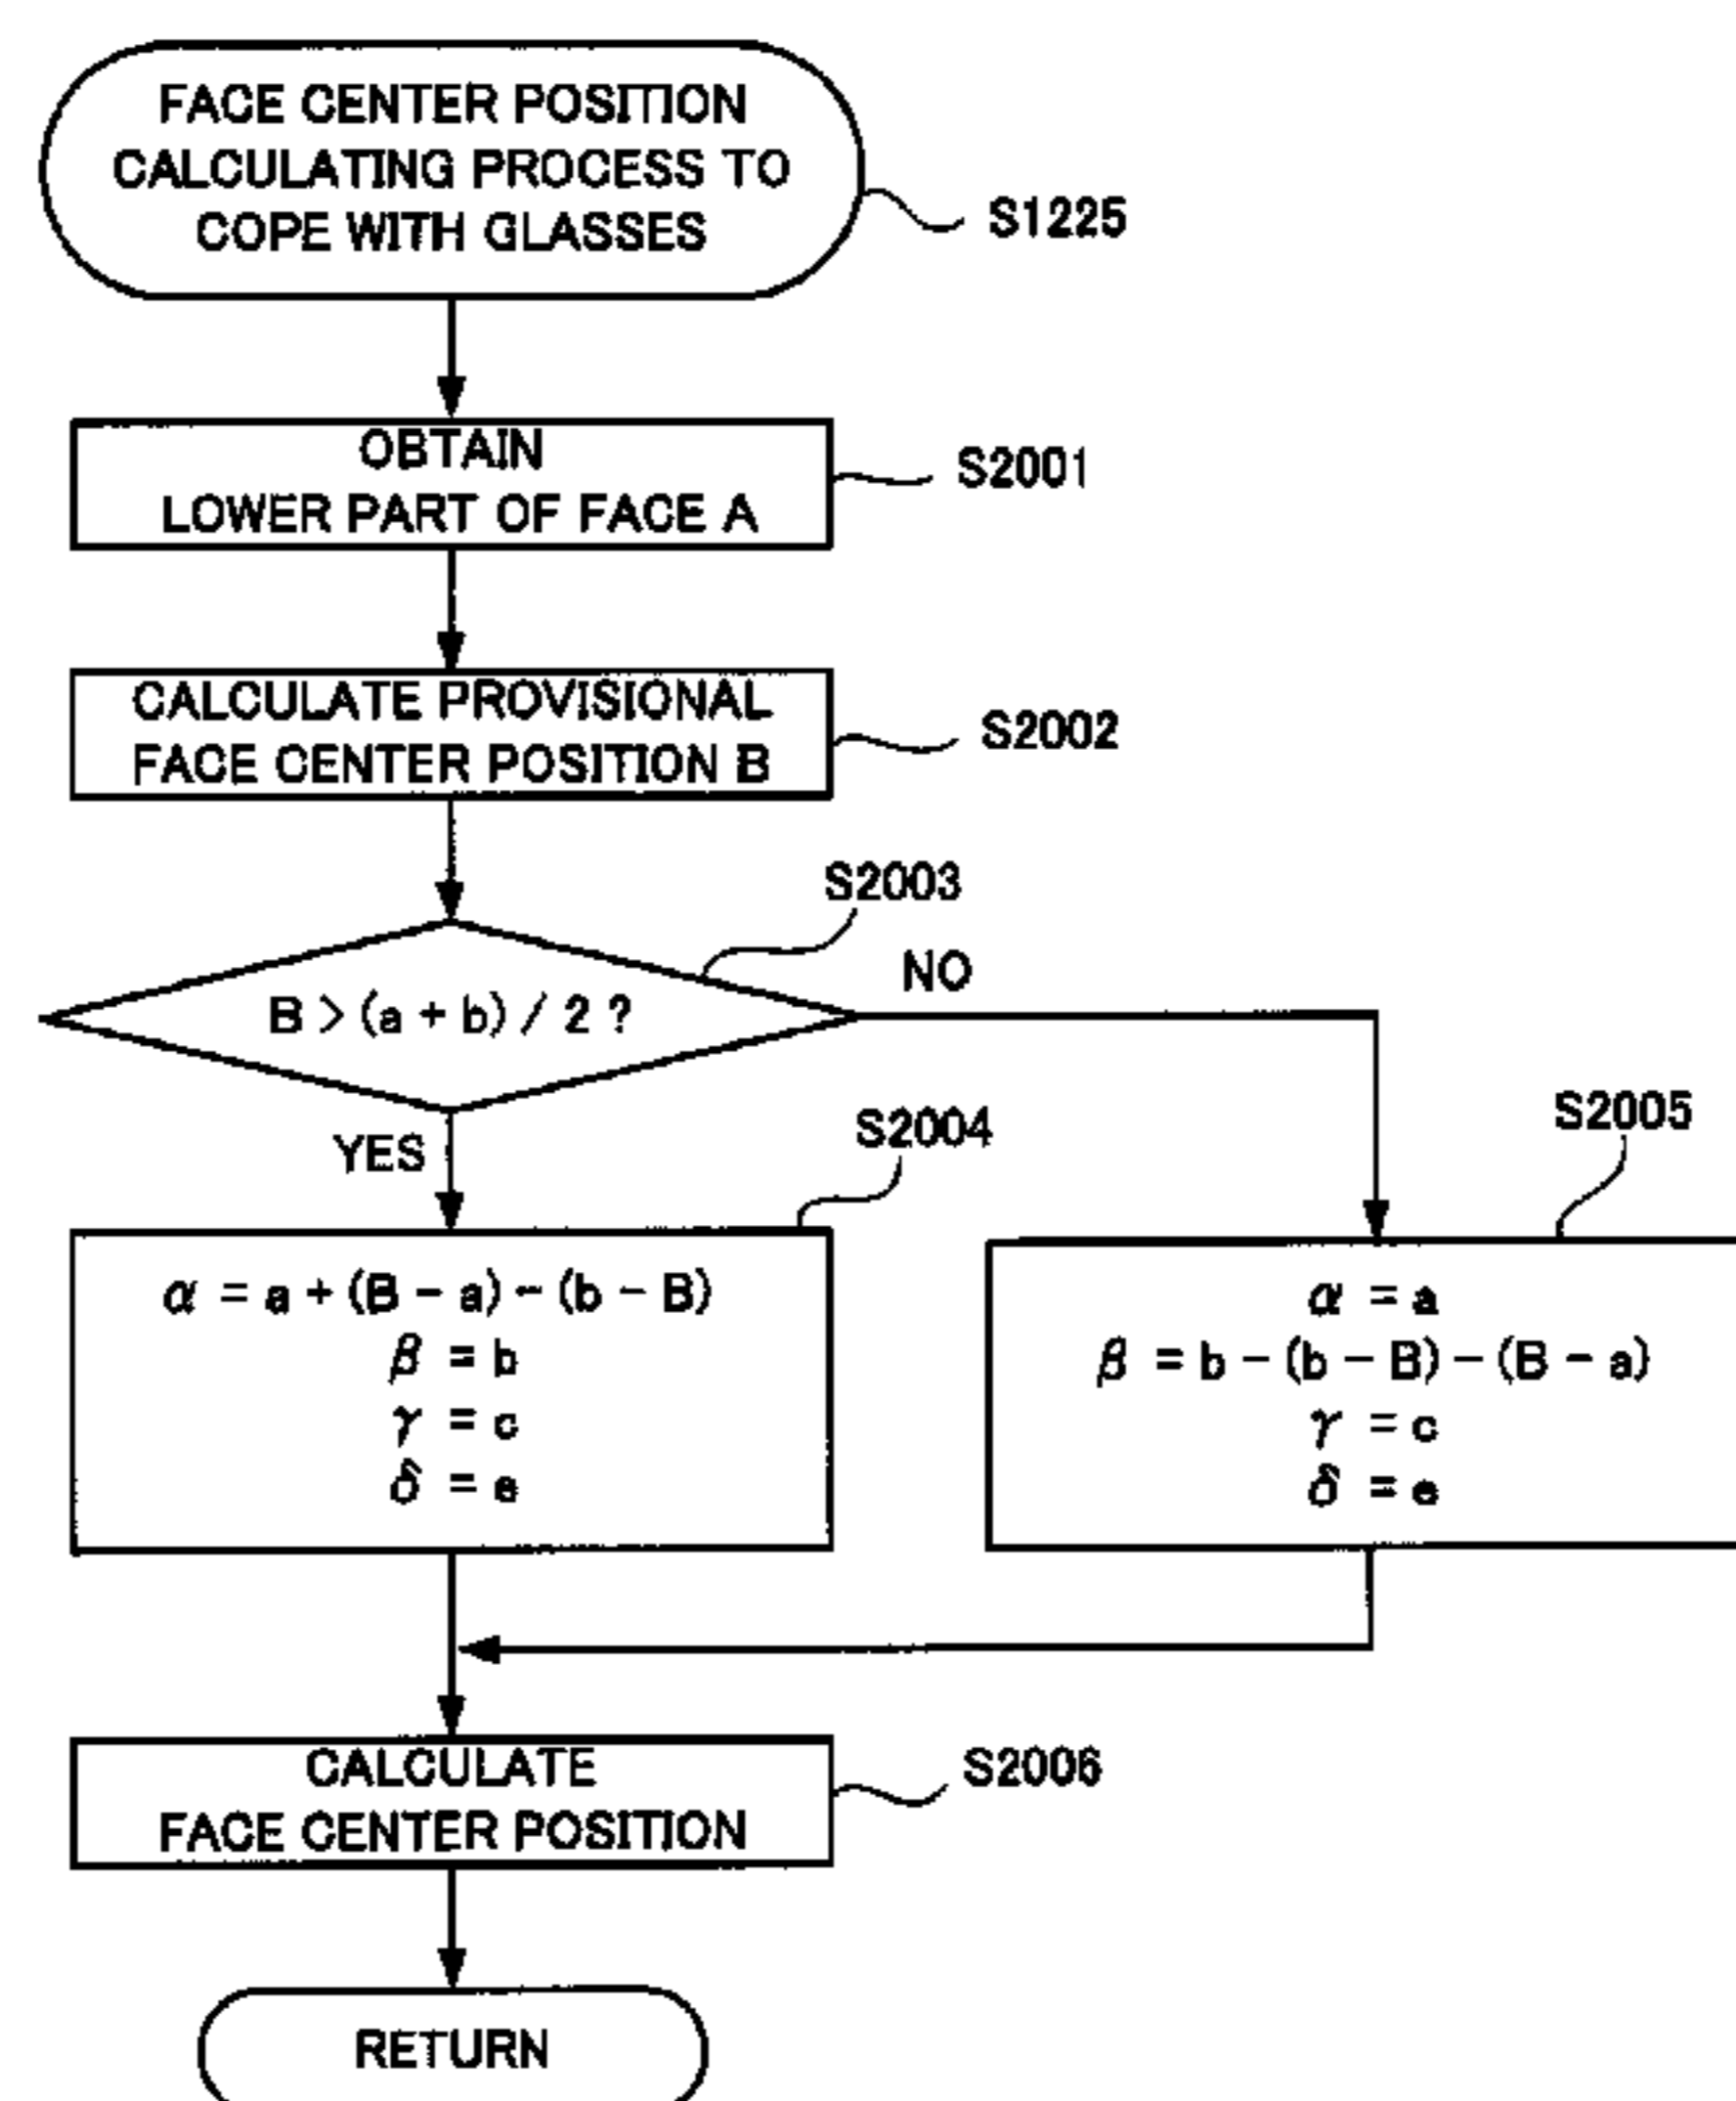 FACE CENTER POSITION
CALCULATING PROCESS TO
COPE WITH GLASSES
S1225
OBTAIN
LOWER PART OF FACE A
S2001
CALCULATE PROVISIONAL
FACE CENTER POSITION B
S2002
S2003
B > (a + b) / 2 ?
NO
YES
S2004
α = a + (B - a) - (b - B)
β = b
γ = c
δ = e
S2005
α = a
β = b - (b - B) - (B - a)
γ = c
δ = e
CALCULATE
FACE CENTER POSITION
S2006
RETURN